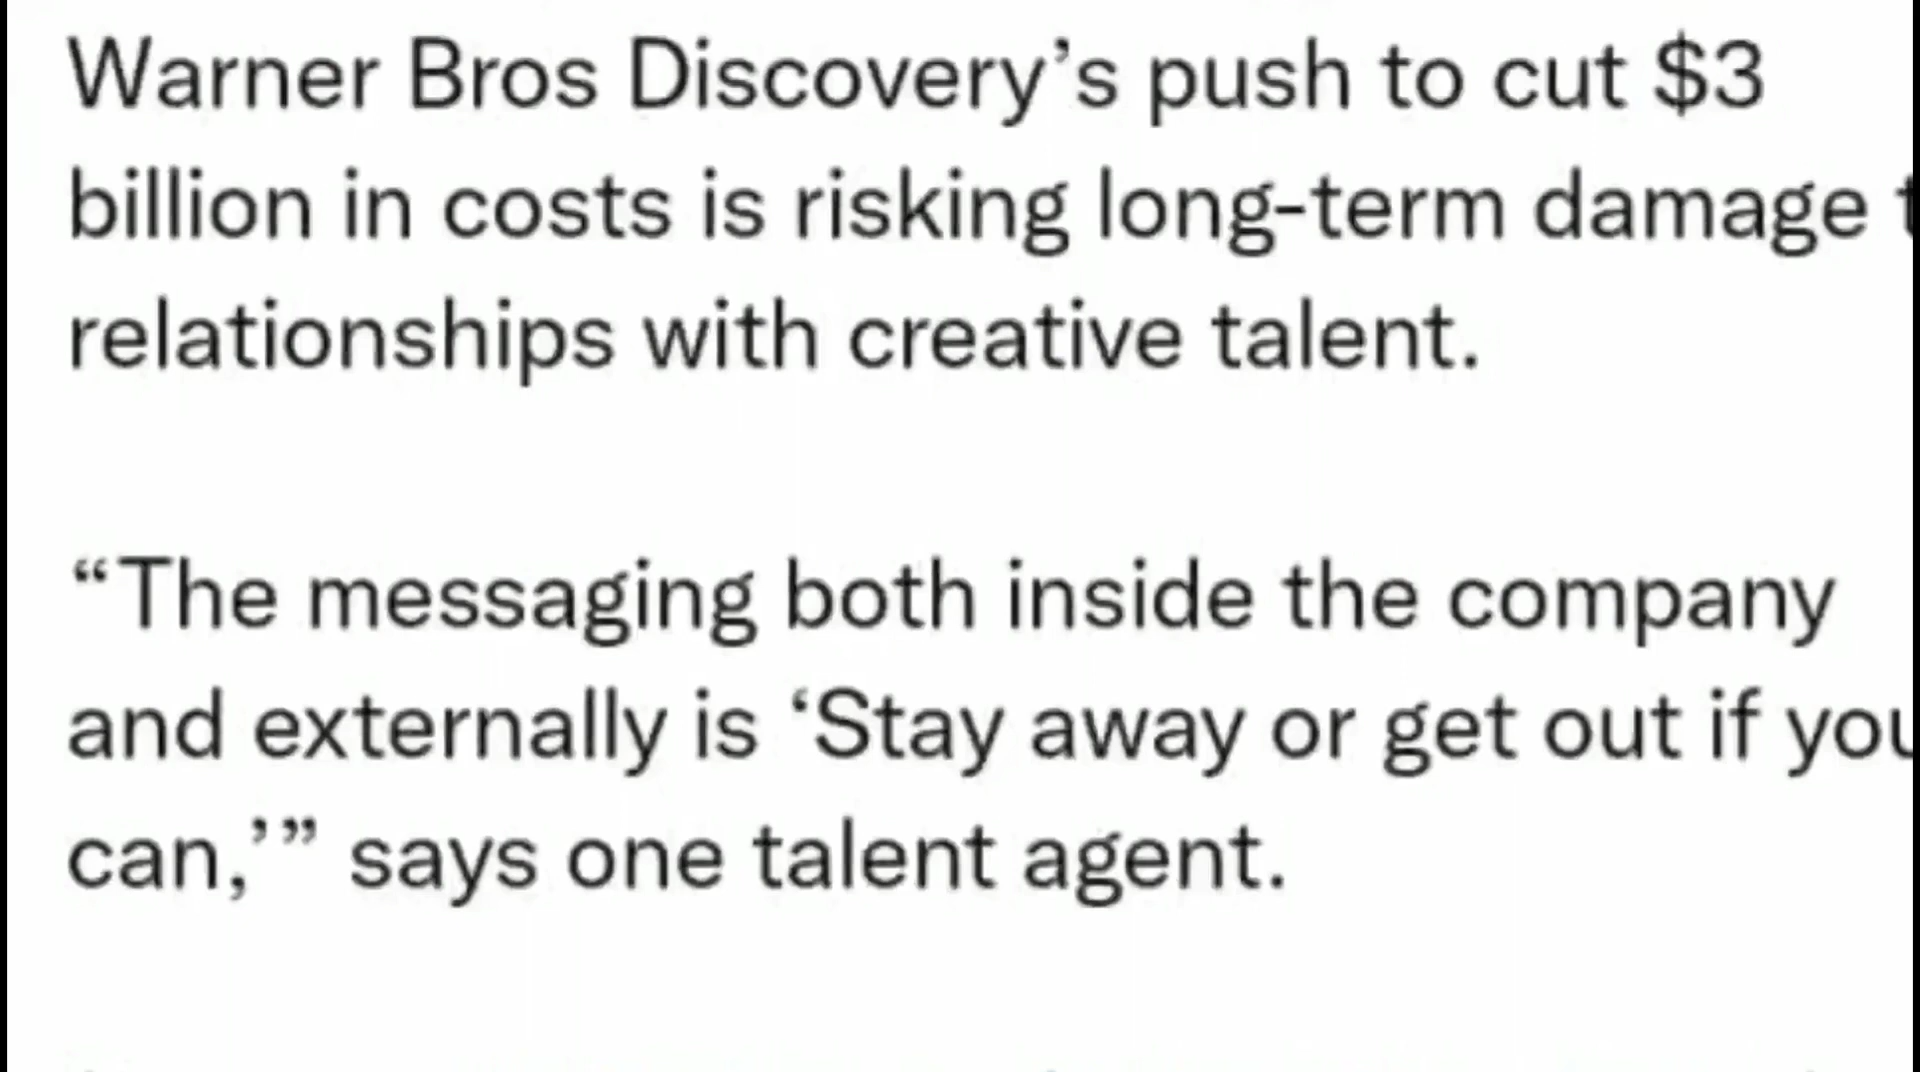 Warner Bros Discovery’s push to cut $3
billion in costs is risking long-term damage
relationships with creative talent.
“The messaging both inside the company
and externally is ‘Stay away or get out if you
can,’” says one talent agent.